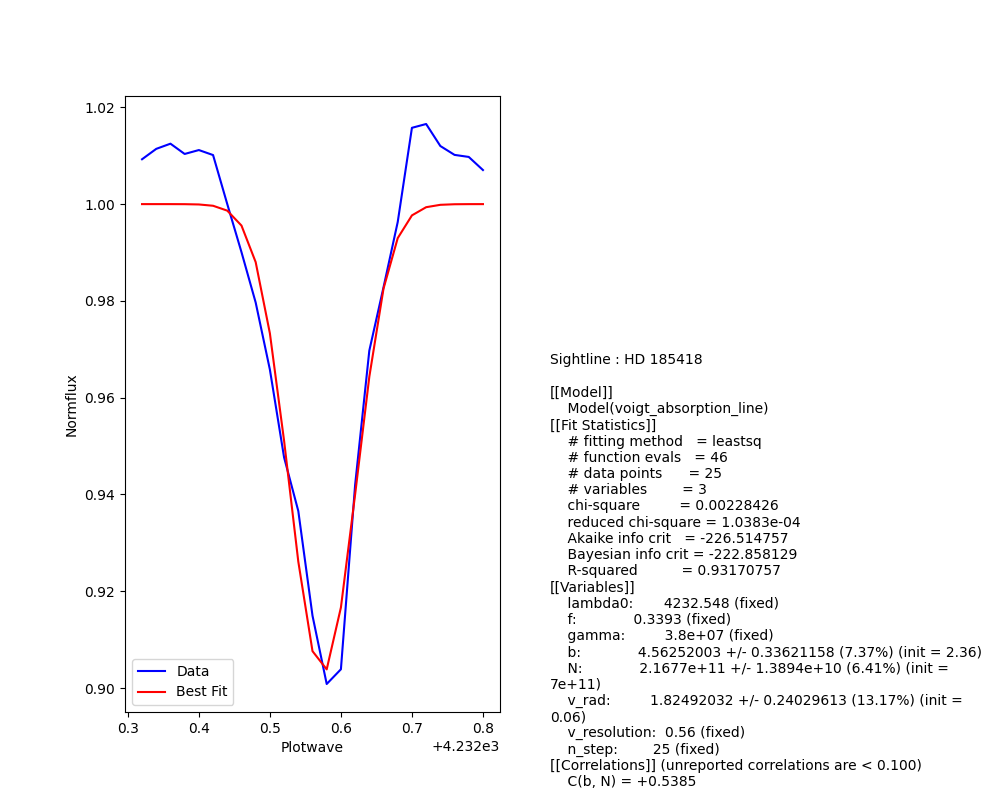 1.02
1.00
0.98
0.96
0.94
0.92
0.90
Normflux
Data
Best Fit
0.3 0.4 0.5 0.6 0.7 0.8
Plotwave
+4.232e3
Sightline : HD 185418
[[Model]]
Model(voigt_absorption_line)
[[Fit Statistics]]
# fitting method = leastsq
# function evals = 46
# data points = 25
# variables = 3
chi-square = 0.00228426
reduced chi-square = 1.0383e-04
Akaike info crit = -226.514757
Bayesian info crit = -222.858129
R-squared = 0.93170757
[[Variables]]
lambda0: 4232.548 (fixed)
f: 0.3393 (fixed)
gamma: 3.8e+07 (fixed)
b: 4.56252003 +/- 0.33621158 (7.37%) (init = 2.36)
N: 2.1677e+11 +/- 1.3894e+10 (6.41%) (init =
7e+11)
v_rad: 1.82492032 +/- 0.24029613 (13.17%) (init =
0.06)
v_resolution: 0.56 (fixed)
n_step: 25 (fixed)
[[Correlations]] (unreported correlations are < 0.100)
C(b, N) = +0.5385